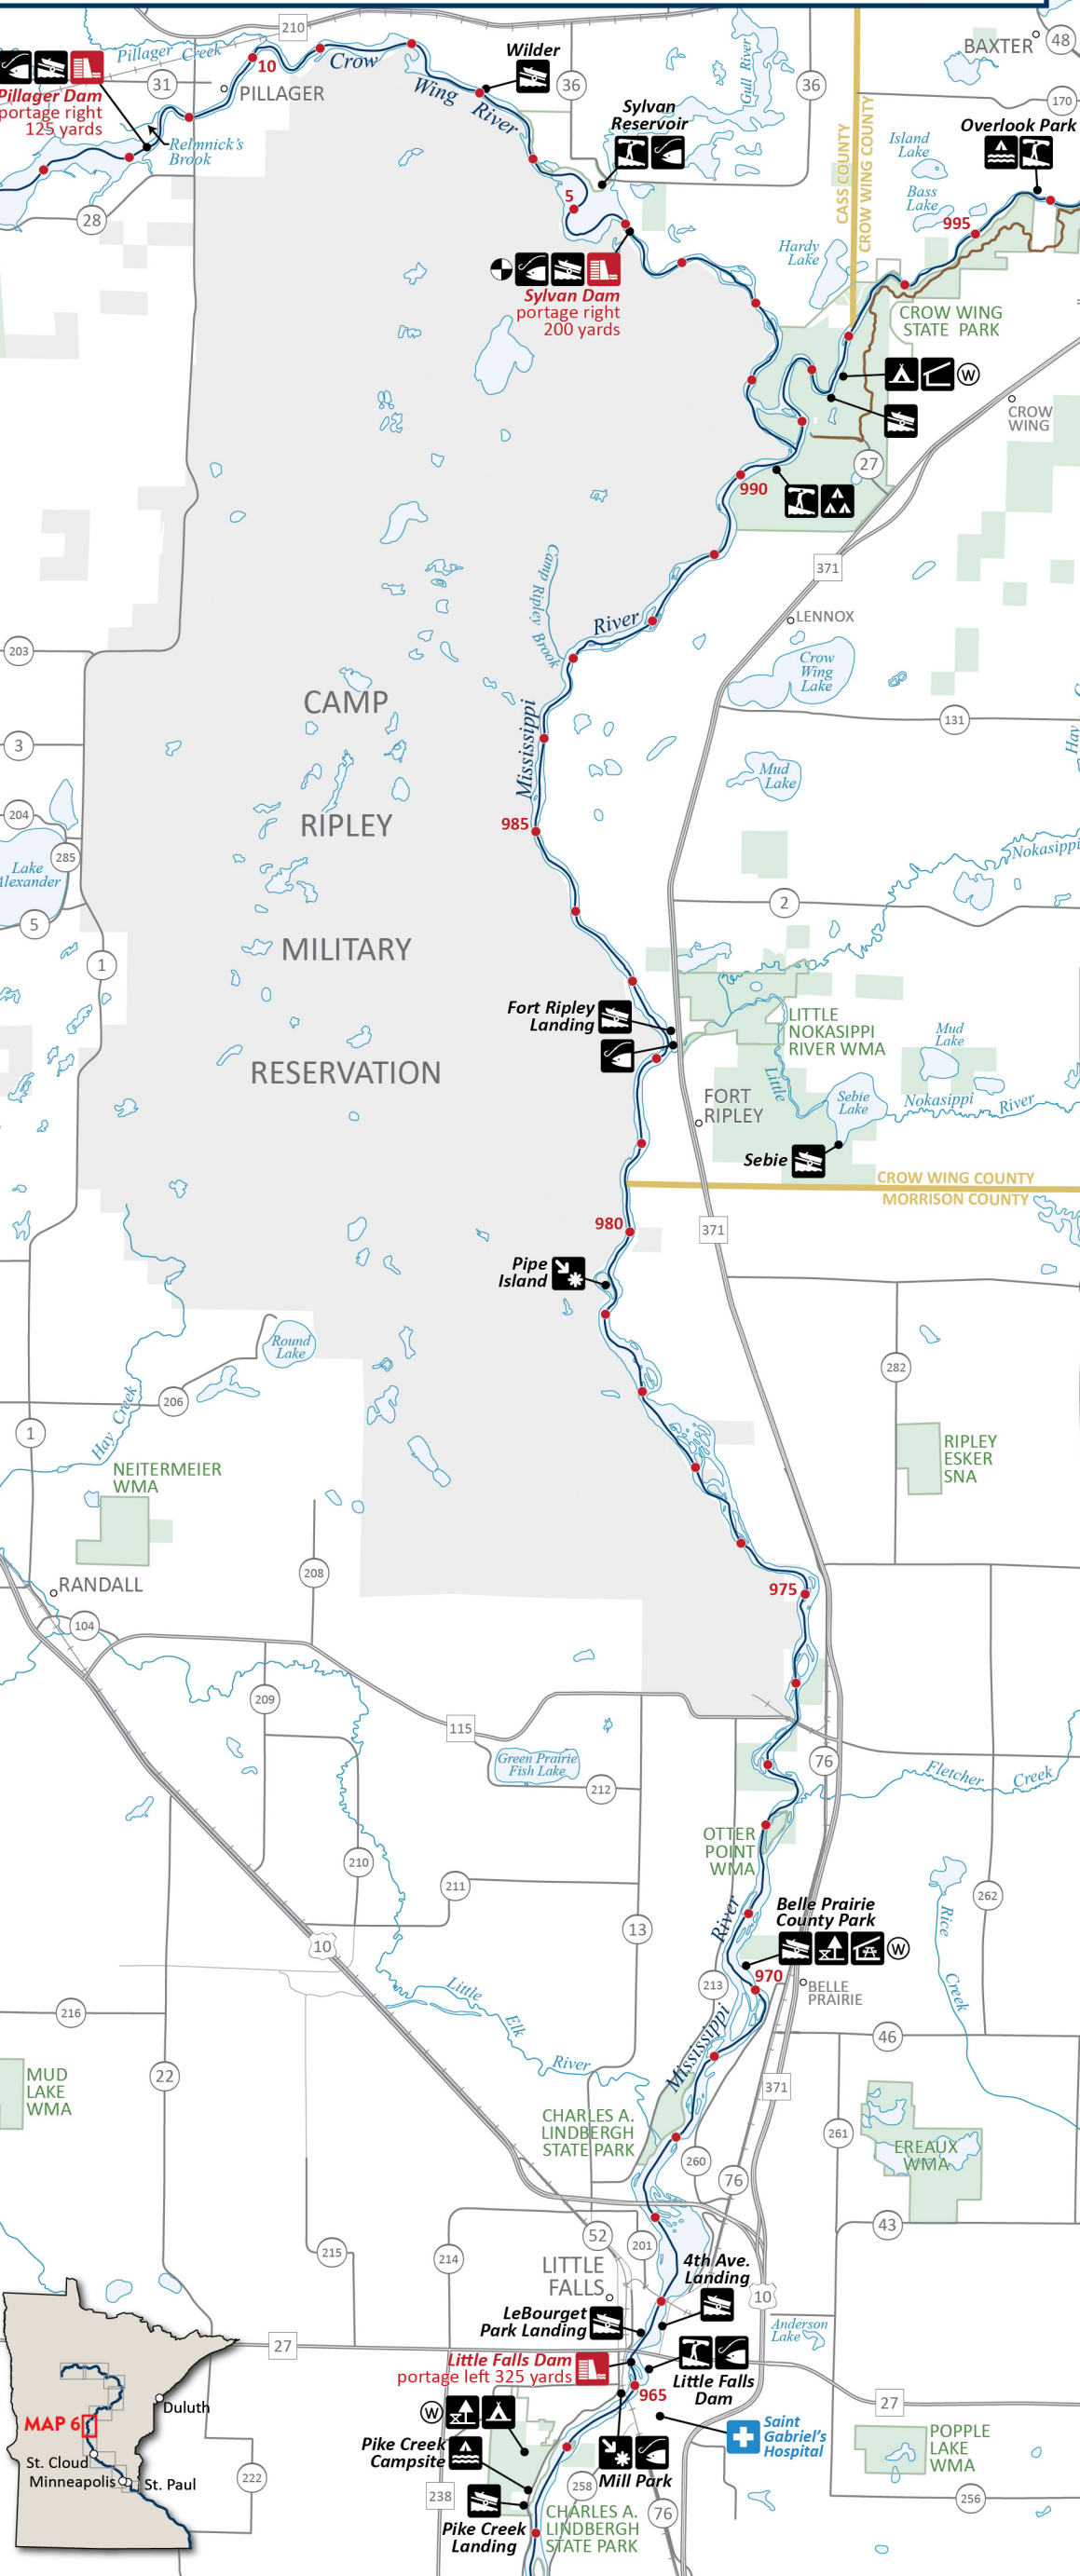 210
BAXTER
48
Pillager Creek
10
Crow
Wing
River
Wilder
36
Gull River
36
31
PILLAGER
170
Pillager Dam
portage right
125 yards
Relmnick's
Brook
Sylvan
Reservoir
Overlook Park
Island
Lake
CASS COUNTY
CROW WING COUNTY
Bass
Lake
28
5
995
Hardy
Lake
Sylvan Dam
portage right
200 yards
CROW WING
STATE PARK
W
CROW
WING
27
990
371
Camp Ripley Brook
River
LENNOX
203
Crow
Wing
Lake
CAMP
131
Mississippi
Hay
3
Mud
Lake
204
985
RIPLEY
285
Nokasippi
Lake
Alexander
5
2
MILITARY
1
Fort Ripley
Landing
LITTLE
NOKASIPPI
RIVER WMA
Mud
Lake
RESERVATION
Little
Sebie
Lake
Nokasippi River
FORT
RIPLEY
Sebie
CROW WING COUNTY
MORRISON COUNTY
980
371
Pipe
Island
Round
Lake
282
206
Hay Creek
1
RIPLEY
ESKER
SNA
NEITERMEIER
WMA
208
975
RANDALL
104
209
115
Green Prairie
Fish Lake
76
212
Fletcher Creek
OTTER
POINT
WMA
210
211
262
River
Belle Prairie
County Park
Rice
Creek
13
10
W
970
213
BELLE
PRAIRIE
Little
Elk
River
216
46
Mississippi
MUD
LAKE
WMA
22
371
CHARLES A.
LINDBERGH
STATE PARK
261
EREAUX
WMA
260
76
52
43
201
215
214
LITTLE
FALLS
4th Ave.
Landing
10
LeBourget
Park Landing
Anderson
Lake
27
Little Falls Dam
portage left 325 yards
Little Falls
Dam
965
27
Duluth
MAP 6
W
Saint
Gabriel's
Hospital
POPPLE
LAKE
WMA
Pike Creek
Campsite
St. Cloud
Minneapolis
St. Paul
222
Mill Park
258
238
256
76
Pike Creek
Landing
CHARLES A.
LINDBERGH
STATE PARK